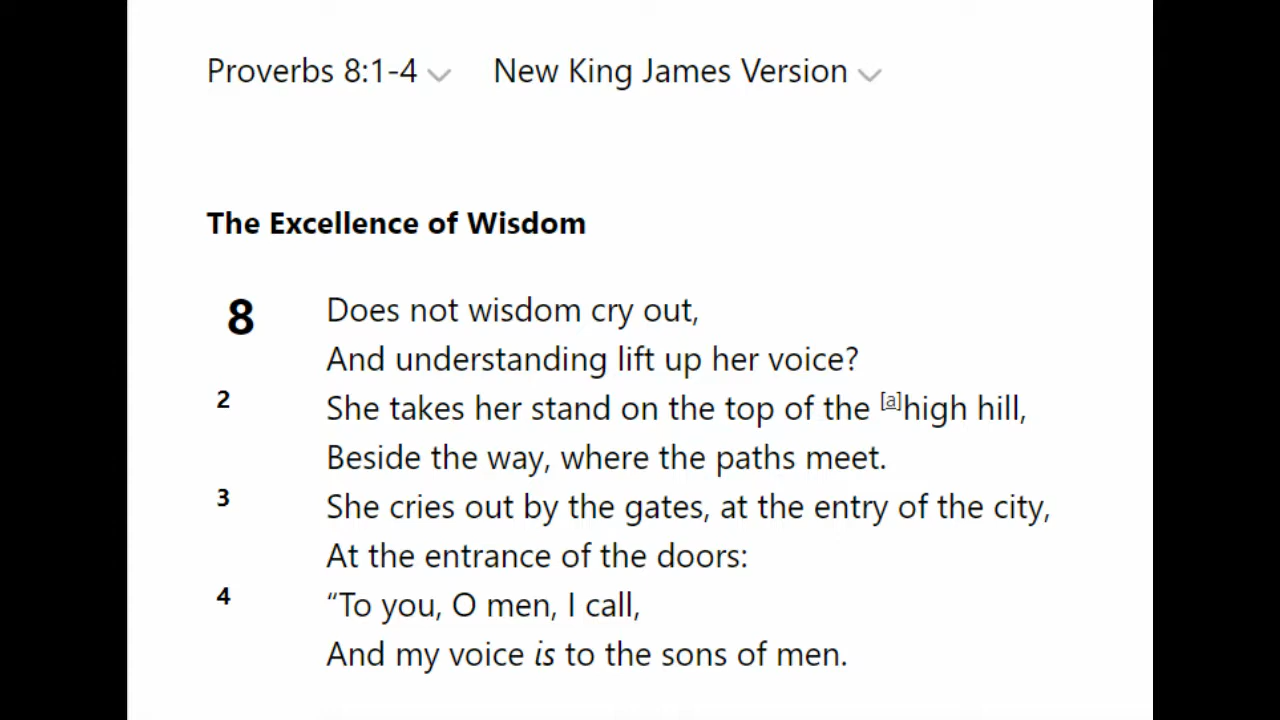 Proverbs 8:1-4 New King James Version
The Excellence of Wisdom
8 Does not wisdom cry out,
And understanding lift up her voice?
2 She takes her stand on the top of the [a]high hill,
Beside the way, where the paths meet.
3 She cries out by the gates, at the entry of the city,
At the entrance of the doors:
4 “To you, O men, I call,
And my voice is to the sons of men.